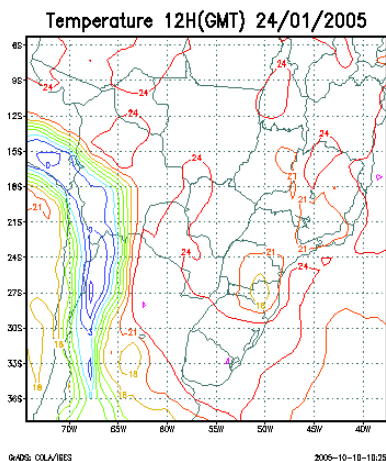 Temperature 12H(GMT) 24/01/2005
6S
9S
12S
15S
18S
21S
24S
27S
30S
33S
36S
24
24
24
24
24
24
24
21
21
21
21
21
21
18
18
18
18
70W
65W
60W
55W
50W
45W
40W
GrADS: COLA/IGES
2005-10-10-10:25